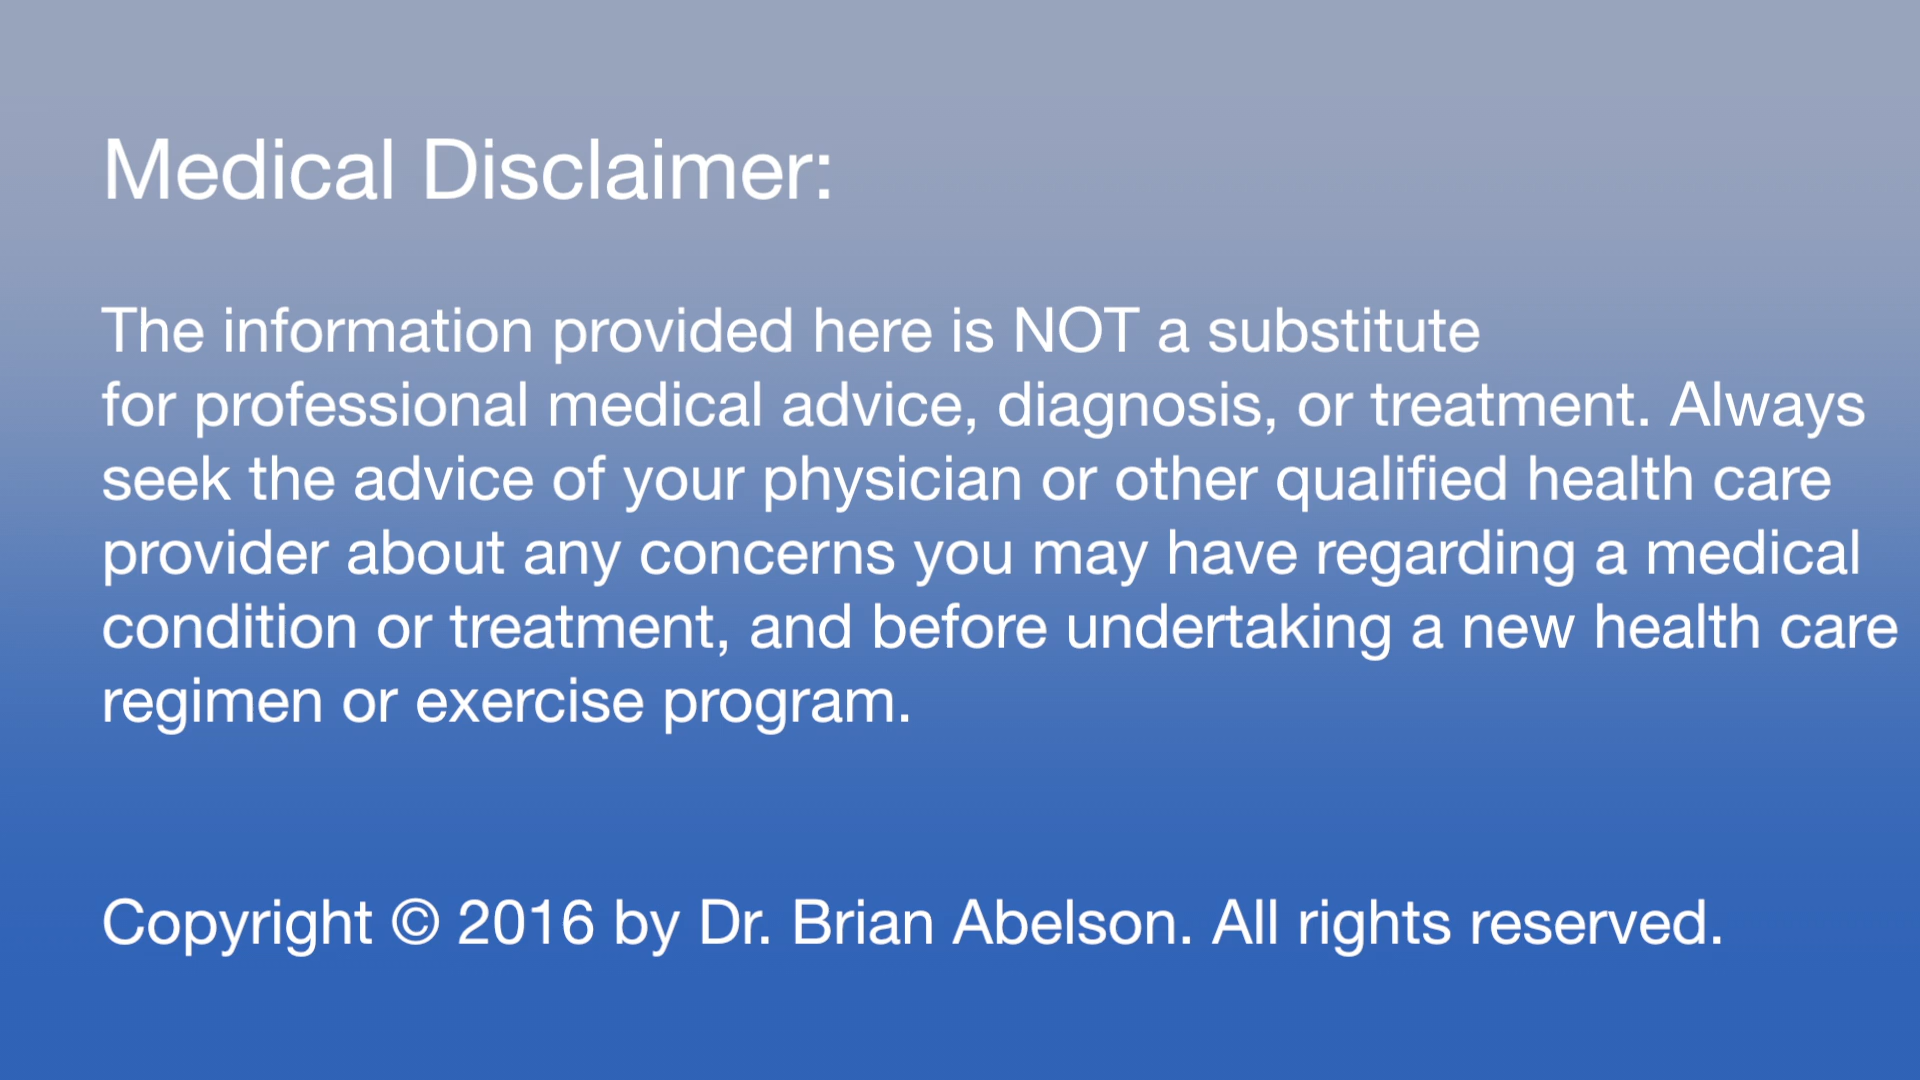 Medical Disclaimer:
The information provided here is NOT a substitute
for professional medical advice, diagnosis, or treatment. Always
seek the advice of your physician or other qualified health care
provider about any concerns you may have regarding a medical
condition or treatment, and before undertaking a new health care
regimen or exercise program.
Copyright © 2016 by Dr. Brian Abelson. All rights reserved.